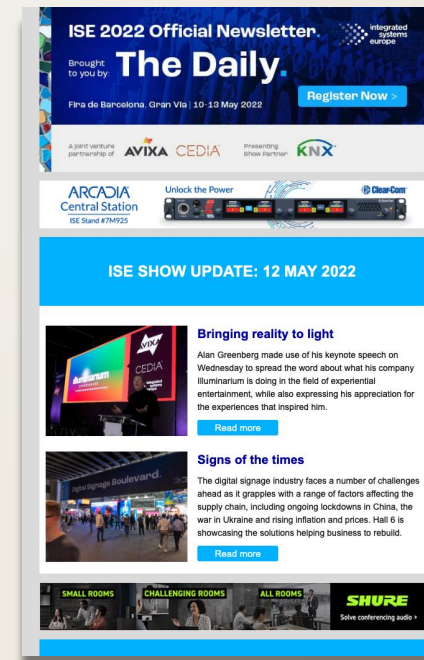 ISE 2022 Official Newsletter.
integrated
systems
europe
Brought
to you by:
The Daily.
Register Now >
Fira de Barcelona, Gran Vía | 10-13 May 2022
A joint venture
partnership of
AVIXA
CEDIA
Presenting
Show Partner
KNX
ARCADIA
Central Station
ISE Stand #7M925
Unlock the Power
Clear-Com
ISE SHOW UPDATE: 12 MAY 2022
AVIXA
CEDIA
illuminarium
Bringing reality to light
Alan Greenberg made use of his keynote speech on
Wednesday to spread the word about what his company
Illuminarium is doing in the field of experiential
entertainment, while also expressing his appreciation for
the experiences that inspired him.
Read more
Digital Signage Boulevard.
Signs of the times
The digital signage industry faces a number of challenges
ahead as it grapples with a range of factors affecting the
supply chain, including ongoing lockdowns in China, the
war in Ukraine and rising inflation and prices. Hall 6 is
showcasing the solutions helping business to rebuild.
Read more
SMALL ROOMS
CHALLENGING ROOMS
ALL ROOMS
SHURE
Solve conferencing audio ▸